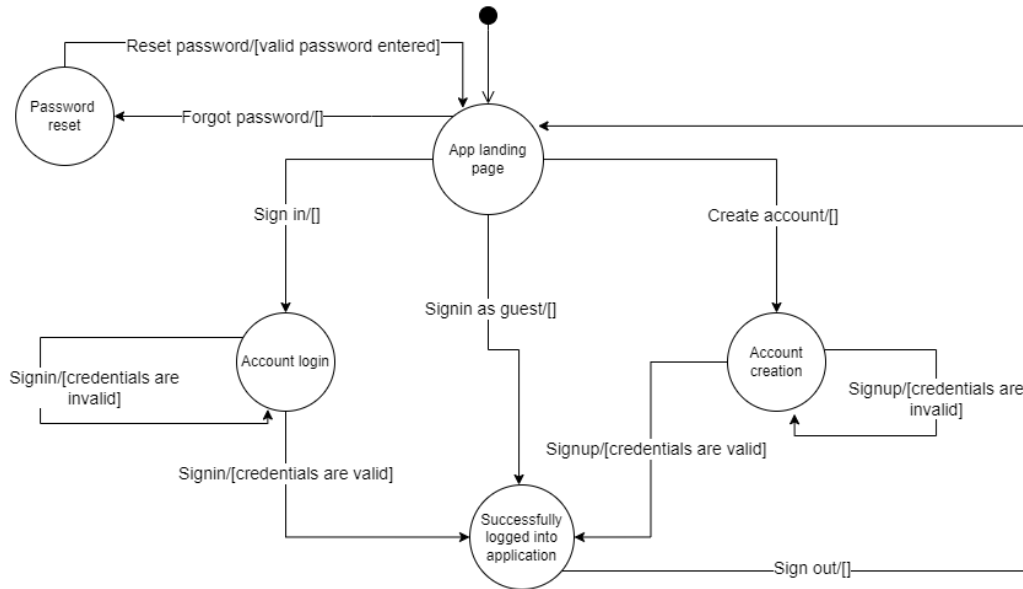 Reset password/[valid password entered]
Password
reset
Forgot password/[]
App landing
page
Sign in/[]
Create account/[]
Signin as guest/[]
Account login
Account
creation
Signin/[credentials are
invalid]
Signup/[credentials are
invalid]
Signup/[credentials are valid]
Signin/[credentials are valid]
Successfully
logged into
application
Sign out/[]